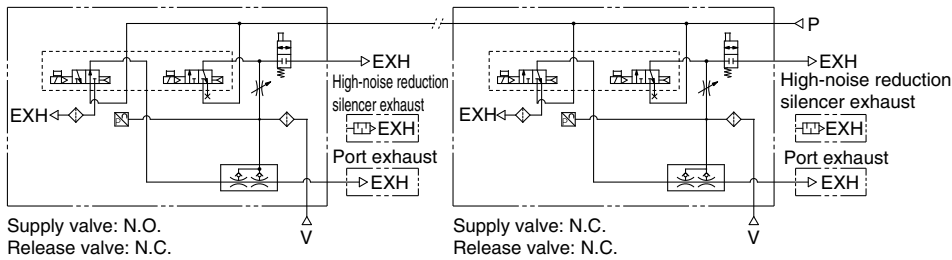 P
EXH
High-noise reduction
silencer exhaust
EXH
EXH
Port exhaust
EXH
V
Supply valve: N.O.
Release valve: N.C.
EXH
High-noise reduction
silencer exhaust
EXH
EXH
Port exhaust
EXH
V
Supply valve: N.C.
Release valve: N.C.